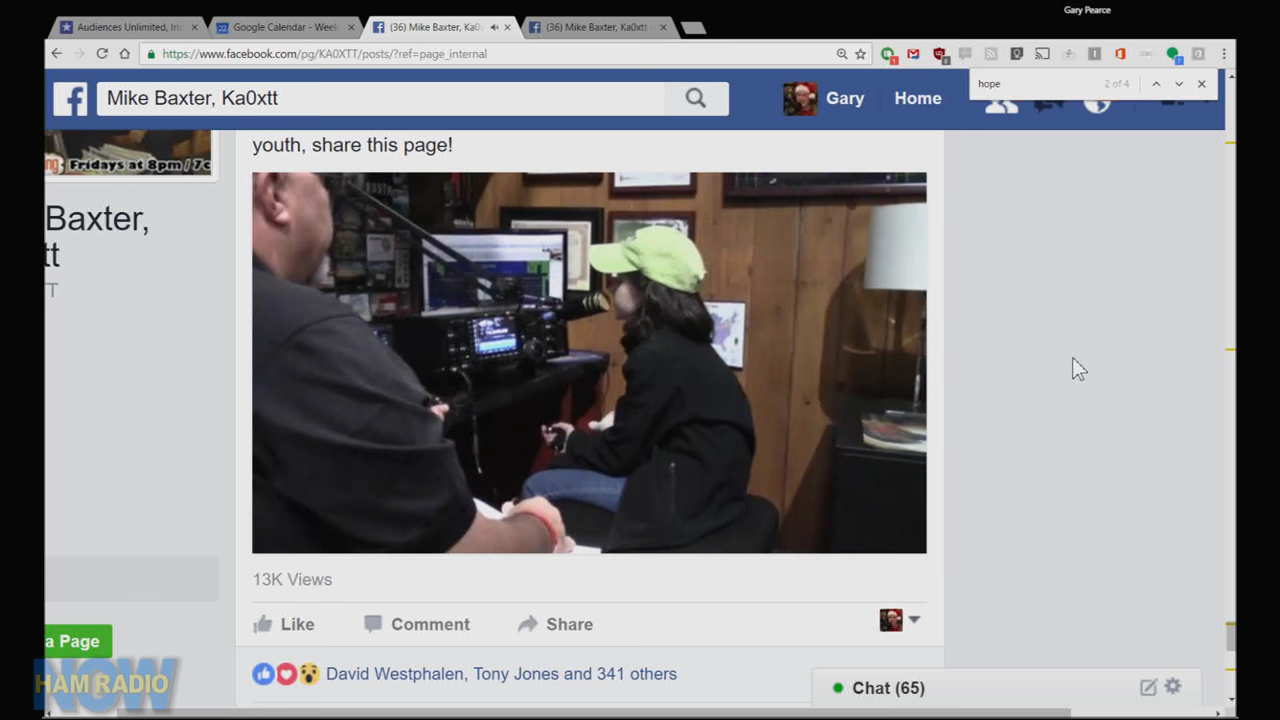 Gary Pearce
Audiences Unlimited, In
Google Calendar - Week
(36) Mike Baxter, Ka0
(36) Mike Baxter, Ka0xtt
https://www.facebook.com/pg/KA0XTT/posts/?ref=page_internal
hope
2 of 4
Mike Baxter, Ka0xtt
Gary
Home
youth, share this page!
Fridays at 8pm/7c
Baxter,
tt
T
13K Views
Like
Comment
Share
a Page
David Westphalen, Tony Jones and 341 others
Chat (65)
NOW
HAM RADIO